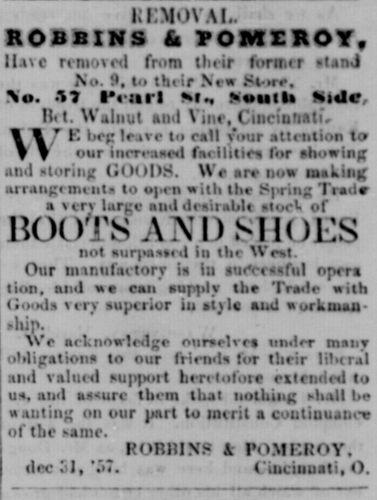 REMOVAL.
ROBBINS & POMEROY,
Have removed from their former stand
No. 9, to their New Store,
No. 57 Pearl St., South Side,
Bet. Walnut and Vine, Cincinnati.
WE beg leave to call your attention to
our increased facilities for showing
and storing GOODS. We are now making
arrangements to open with the Spring Trade
a very large and desirable stock of
BOOTS AND SHOES
not surpassed in the West.
Our manufactory is in successful opera
tion, and we can supply the Trade with
Goods very superior in style and workman-
ship.
We acknowledge ourselves under many
obligations to our friends for their liberal
and valued support heretofore extended to
us, and assure them that nothing shall be
wanting on our part to merit a continuance
of the same.
ROBBINS & POMEROY,
dec 31, '57. Cincinnati, O.